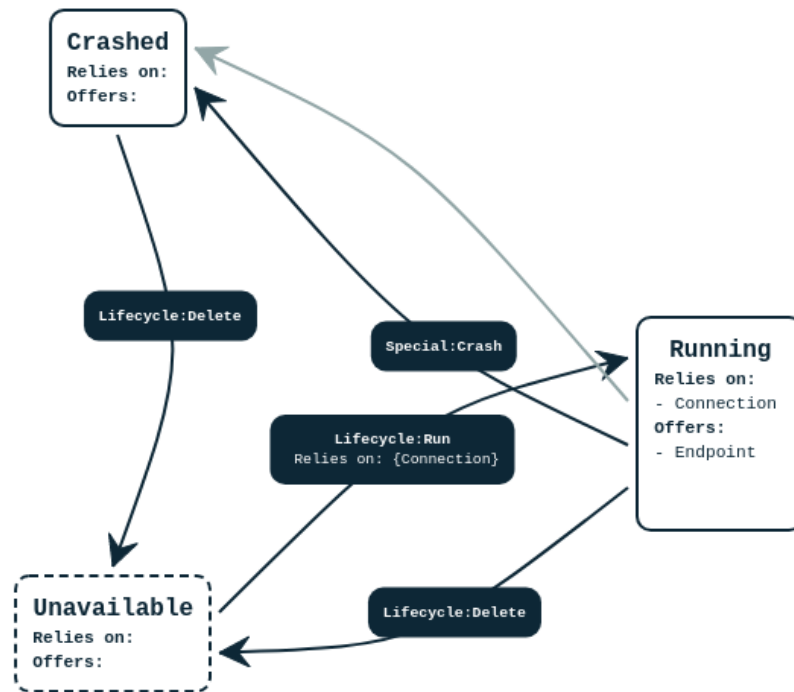 Crashed
Relies on:
Offers:
Lifecycle:Delete
Special:Crash
Running
Relies on:
- Connection
Offers:
- Endpoint
Lifecycle:Run
Relies on: {Connection}
Unavailable
Relies on:
Offers:
Lifecycle:Delete